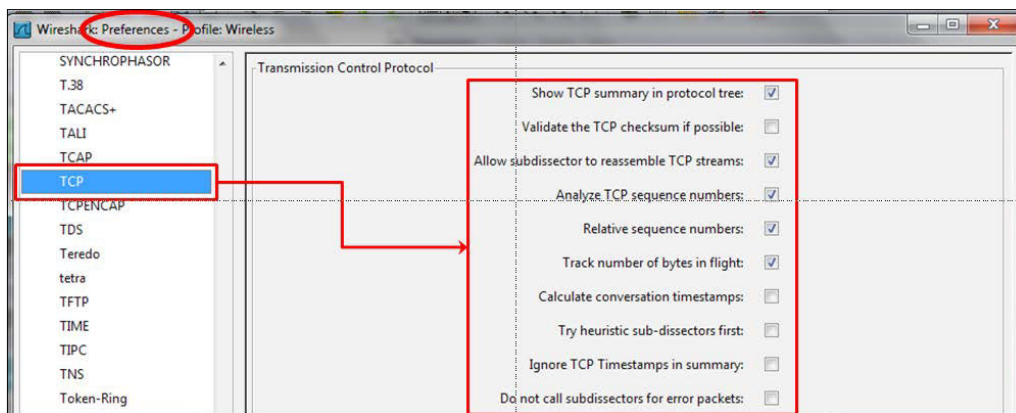 Wireshark: Preferences - Profile: Wireless
SYNCHROPHASOR
T.38
TACACS+
TALI
TCAP
TCP
TCPENCAP
TDS
Teredo
tetra
TFTP
TIME
TIPC
TNS
Token-Ring
Transmission Control Protocol
Show TCP summary in protocol tree:
Validate the TCP checksum if possible:
Allow subdissector to reassemble TCP streams:
Analyze TCP sequence numbers:
Relative sequence numbers:
Track number of bytes in flight:
Calculate conversation timestamps:
Try heuristic sub-dissectors first:
Ignore TCP Timestamps in summary:
Do not call subdissectors for error packets: